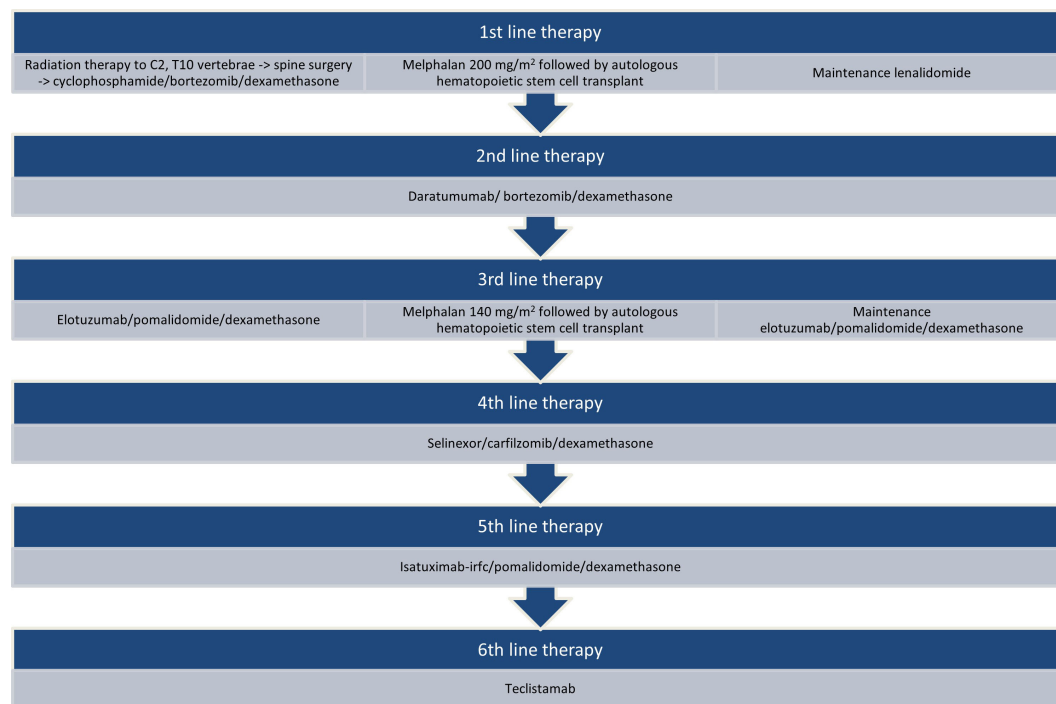 1st line therapy
Radiation therapy to C2, T10 vertebrae -> spine surgery
-> cyclophosphamide/bortezomib/dexamethasone
Melphalan 200 mg/m² followed by autologous
hematopoietic stem cell transplant
Maintenance lenalidomide
2nd line therapy
Daratumumab/ bortezomib/dexamethasone
3rd line therapy
Elotuzumab/pomalidomide/dexamethasone
Melphalan 140 mg/m² followed by autologous
hematopoietic stem cell transplant
Maintenance
elotuzumab/pomalidomide/dexamethasone
4th line therapy
Selinexor/carfilzomib/dexamethasone
5th line therapy
Isatuximab-irfc/pomalidomide/dexamethasone
6th line therapy
Teclistamab